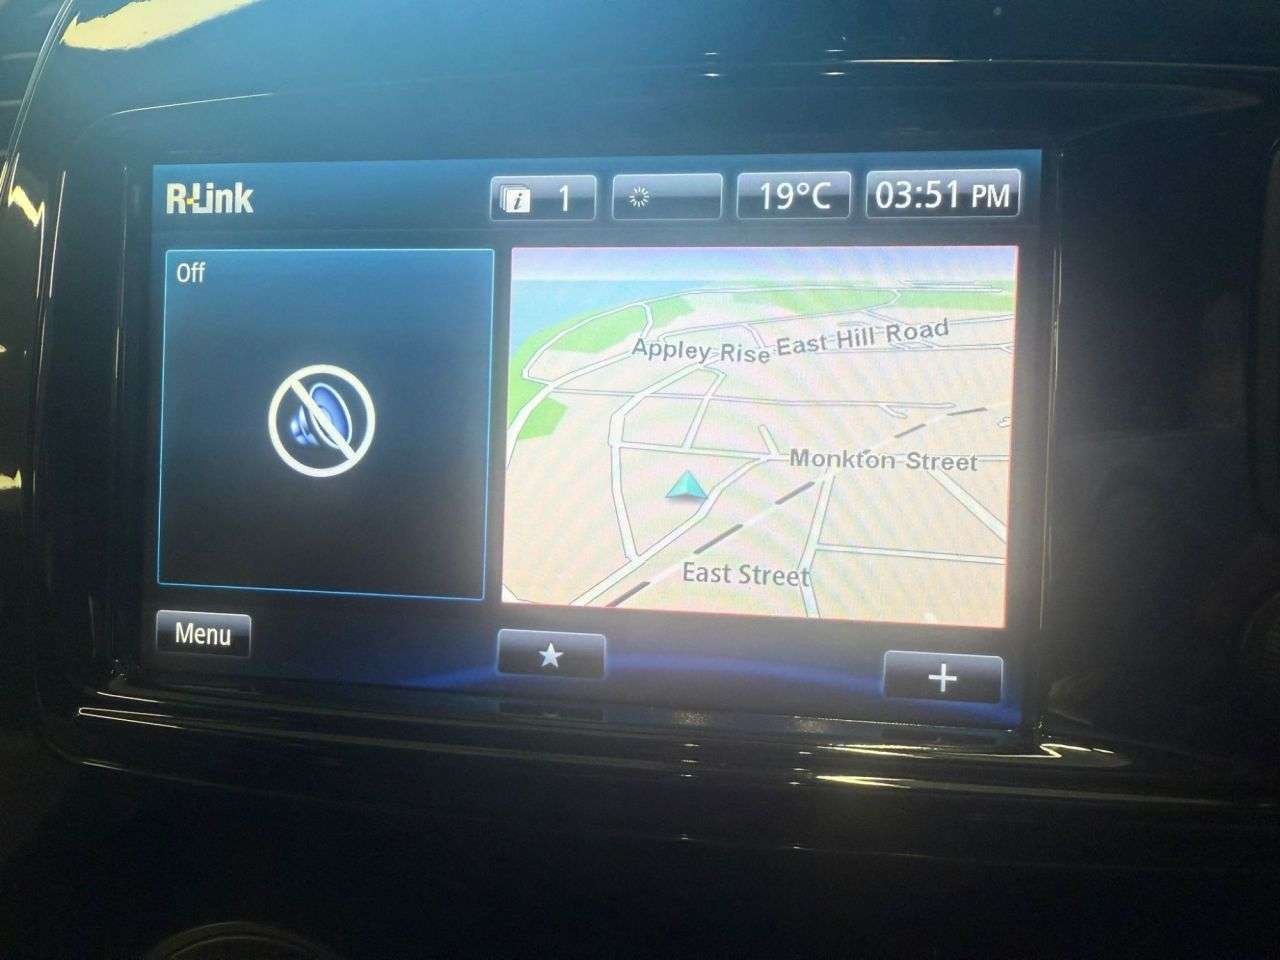 R-Link
1
19°C
03:51 PM
Off
Appley Rise
East Hill Road
Monkton Street
East Street
Menu